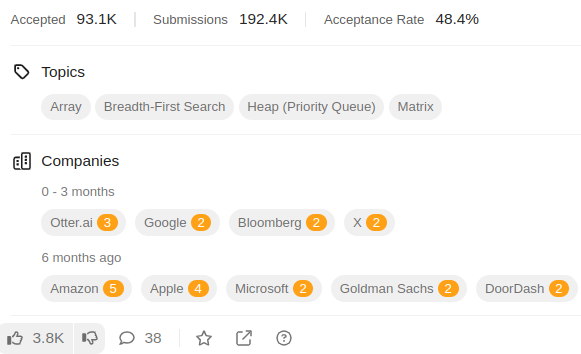 Accepted 93.1K Submissions 192.4K Acceptance Rate 48.4%
Topics
Array Breadth-First Search Heap (Priority Queue) Matrix
Companies
0 - 3 months
Otter.ai 3 Google 2 Bloomberg 2 X 2
6 months ago
Amazon 5 Apple 4 Microsoft 2 Goldman Sachs 2 DoorDash 2
3.8K 38